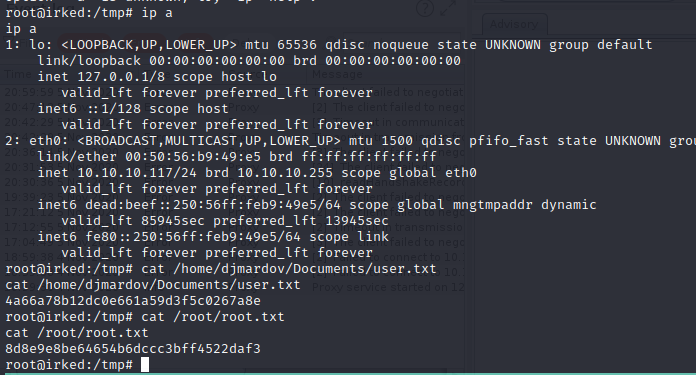 Advisory
root@irked:/tmp# ip a
ip a
1: lo: <LOOPBACK,UP,LOWER_UP> mtu 65536 qdisc noqueue state UNKNOWN group default
link/loopback 00:00:00:00:00:00 brd 00:00:00:00:00:00
inet 127.0.0.1/8 scope host lo
valid_lft forever preferred_lft forever
inet6 ::1/128 scope host
valid_lft forever preferred_lft forever
2: eth0: <BROADCAST,MULTICAST,UP,LOWER_UP> mtu 1500 qdisc pfifo_fast state UNKNOWN grou
link/ether 00:50:56:b9:49:e5 brd ff:ff:ff:ff:ff:ff
inet 10.10.10.117/24 brd 10.10.10.255 scope global eth0
valid_lft forever preferred_lft forever
inet6 dead:beef::250:56ff:feb9:49e5/64 scope global mngtmpaddr dynamic
valid_lft 85945sec preferred_lft 13945sec
inet6 fe80::250:56ff:feb9:49e5/64 scope link
valid_lft forever preferred_lft forever
root@irked:/tmp# cat /home/djmardov/Documents/user.txt
cat /home/djmardov/Documents/user.txt
4a66a78b12dc0e661a59d3f5c0267a8e
root@irked:/tmp# cat /root/root.txt
cat /root/root.txt
8d8e9e8be64654b6dccc3bff4522daf3
root@irked:/tmp#